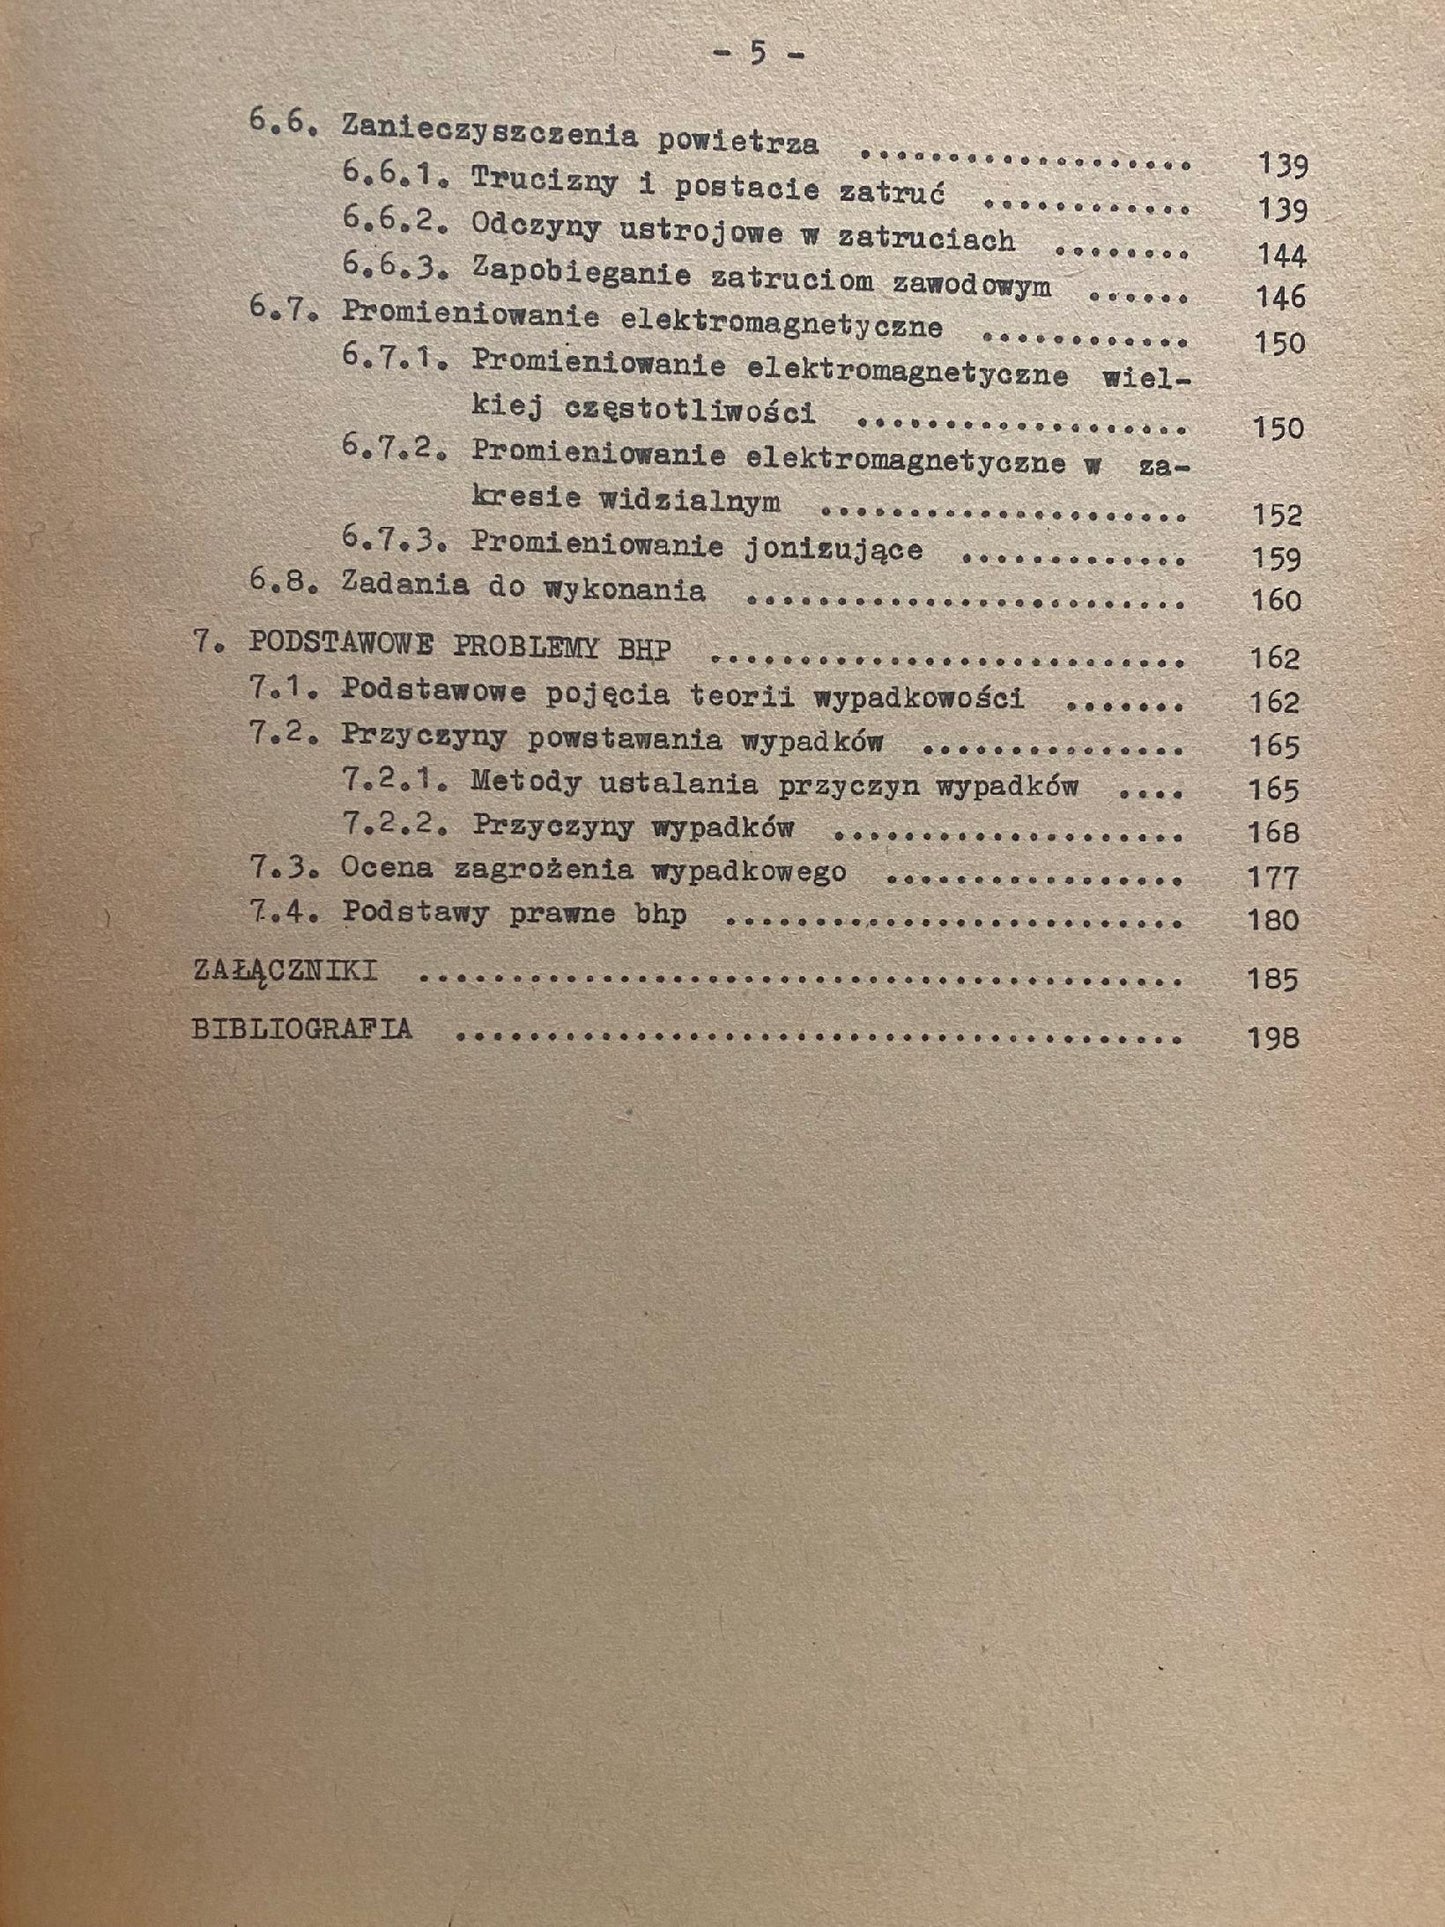 - 5 -
6.6. Zanieczyszczenia powietrza ................... 139
6.6.1. Trucizny i postacie zatruć ............ 139
6.6.2. Odczyny ustrojowe w zatruciach ........ 144
6.6.3. Zapobieganie zatruciom zawodowym ...... 146
6.7. Promieniowanie elektromagnetyczne ............ 150
6.7.1. Promieniowanie elektromagnetyczne wiel-
kiej częstotliwości ................... 150
6.7.2. Promieniowanie elektromagnetyczne w za-
kresie widzialnym ..................... 152
6.7.3. Promieniowanie jonizujące ............. 159
6.8. Zadania do wykonania ......................... 160
7. PODSTAWOWE PROBLEMY BHP ........................... 162
7.1. Podstawowe pojęcia teorii wypadkowości ....... 162
7.2. Przyczyny powstawania wypadków ............... 165
7.2.1. Metody ustalania przyczyn wypadków .... 165
7.2.2. Przyczyny wypadków .................... 168
7.3. Ocena zagrożenia wypadkowego ................. 177
7.4. Podstawy prawne bhp .......................... 180
ZAŁĄCZNIKI ........................................... 185
BIBLIOGRAFIA ......................................... 198